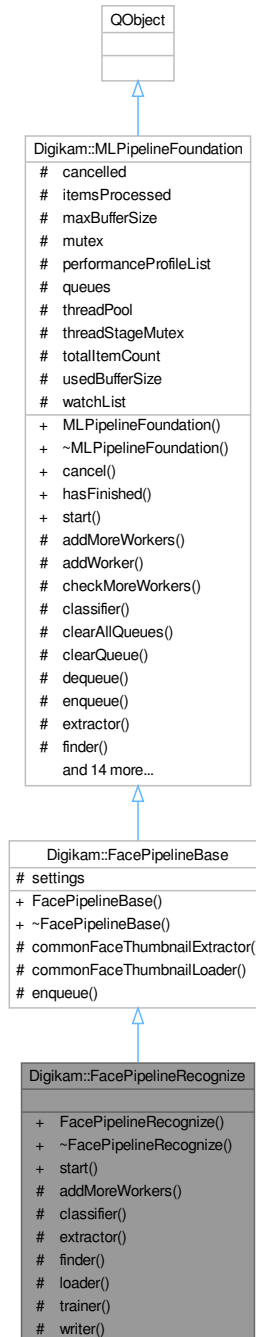 QObject
Digikam::MLPipelineFoundation
# cancelled
# itemsProcessed
# maxBufferSize
# mutex
# performanceProfileList
# queues
# threadPool
# threadStageMutex
# totalItemCount
# usedBufferSize
# watchList
+ MLPipelineFoundation()
+ ~MLPipelineFoundation()
+ cancel()
+ hasFinished()
+ start()
# addMoreWorkers()
# addWorker()
# checkMoreWorkers()
# classifier()
# clearAllQueues()
# clearQueue()
# dequeue()
# enqueue()
# extractor()
# finder()
and 14 more...
Digikam::FacePipelineBase
# settings
+ FacePipelineBase()
+ ~FacePipelineBase()
# commonFaceThumbnailExtractor(
# commonFaceThumbnailLoader()
# enqueue()
Digikam::FacePipelineRecognize
+ FacePipelineRecognize()
+ ~FacePipelineRecognize()
+ start()
# addMoreWorkers()
# classifier()
# extractor()
# finder()
# loader()
# trainer()
# writer()